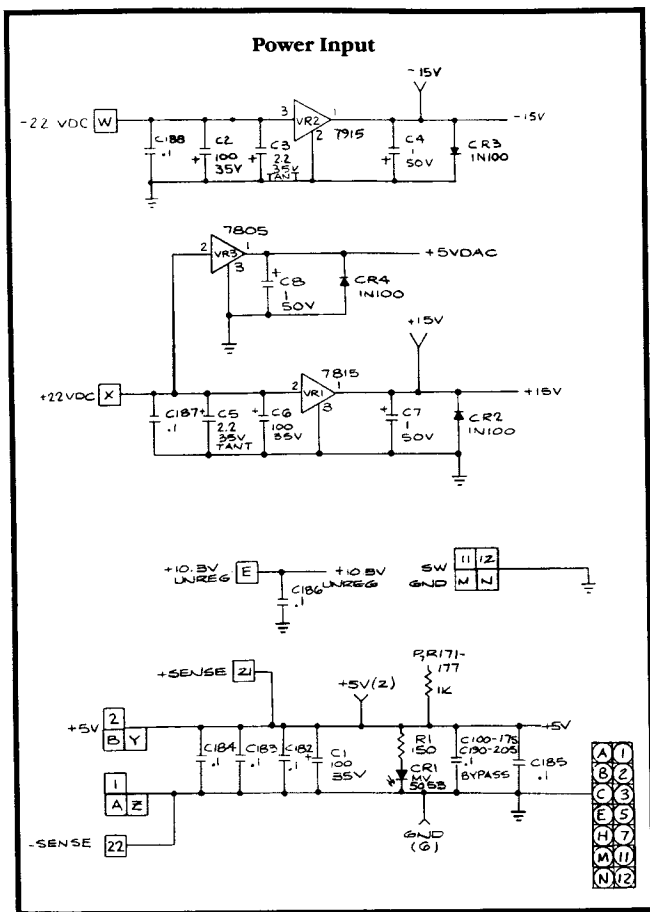 Power Input
-15V
-22 VDC W
3 VR2 1
2 7915
-15V
C188
.1
C2
100
35V
+
C3
2.2
35V
TANT
+
C4
1
50V
+
CR3
1N100
7805
2 VR3 1
3
+5VDAC
+
C8
1
50V
CR4
1N100
+15V
7815
+22VDC X
2 VR1 1
3
+15V
C187
.1
+
C5
2.2
35V
TANT
+
C6
100
35V
+
C7
1
50V
CR2
1N100
+10.3V
UNREG E
+10.3V
UNREG
C186
.1
SW 11 12
GND M N
+SENSE 21
+5V(2)
P,R171-
177
1K
+5V 2
B Y
+5V
C184
.1
C183
.1
C182
.1
+
C1
100
35V
R1
150
CR1
MV
5053
C100-175
C190-205
.1
BYPASS
C185
.1
1
A Z
-SENSE 22
GND
(6)
A 1
B 2
C 3
E 5
H 7
M 11
N 12